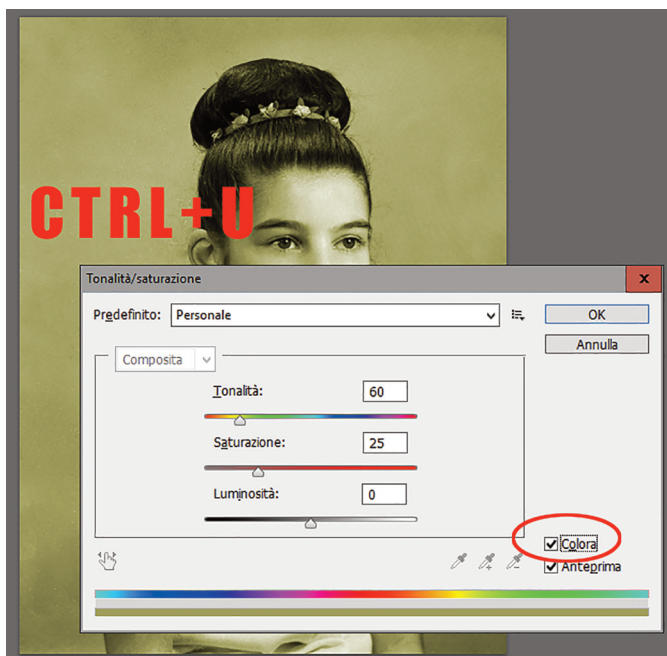 CTRL+U
Tonalità/saturazione
x
Predefinito: Personale
OK
Annulla
Composita
Tonalità: 60
Saturazione: 25
Luminosità: 0
Colora
Anteprima